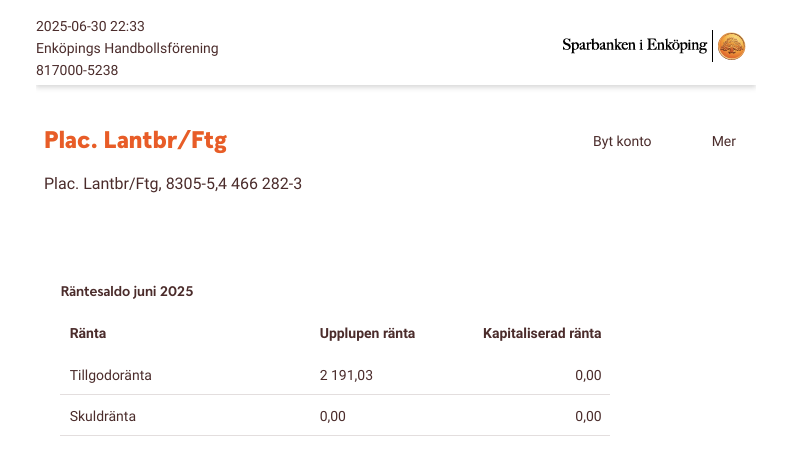 2025-06-30 22:33
Enköpings Handbollsförening
817000-5238
Sparbanken i Enköping
Plac. Lantbr/Ftg
Byt konto Mer
Plac. Lantbr/Ftg, 8305-5,4 466 282-3
Räntesaldo juni 2025
Ränta Upplupen ränta Kapitaliserad ränta
Tillgodoränta 2 191,03 0,00
Skuldränta 0,00 0,00